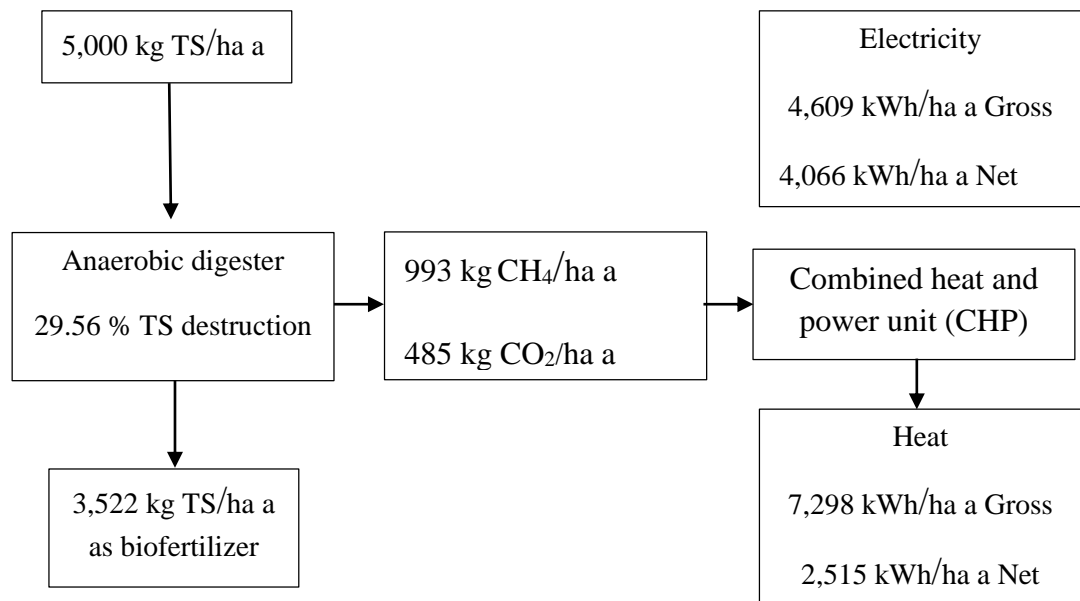 5,000 kg TS/ha a
Electricity
4,609 kWh/ha a Gross
4,066 kWh/ha a Net
Anaerobic digester
29.56 % TS destruction
993 kg CH₄/ha a
485 kg CO₂/ha a
Combined heat and
power unit (CHP)
3,522 kg TS/ha a
as biofertilizer
Heat
7,298 kWh/ha a Gross
2,515 kWh/ha a Net